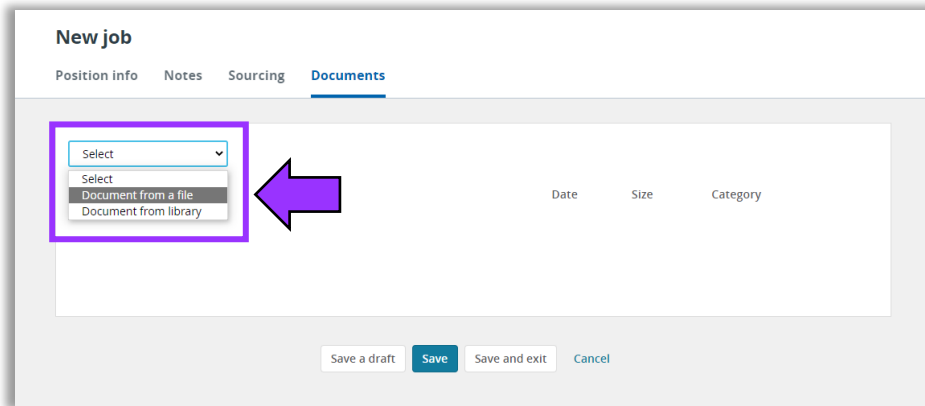 New job
Position info Notes Sourcing Documents
Select
Select
Document from a file
Document from library
Date Size Category
Save a draft Save Save and exit Cancel